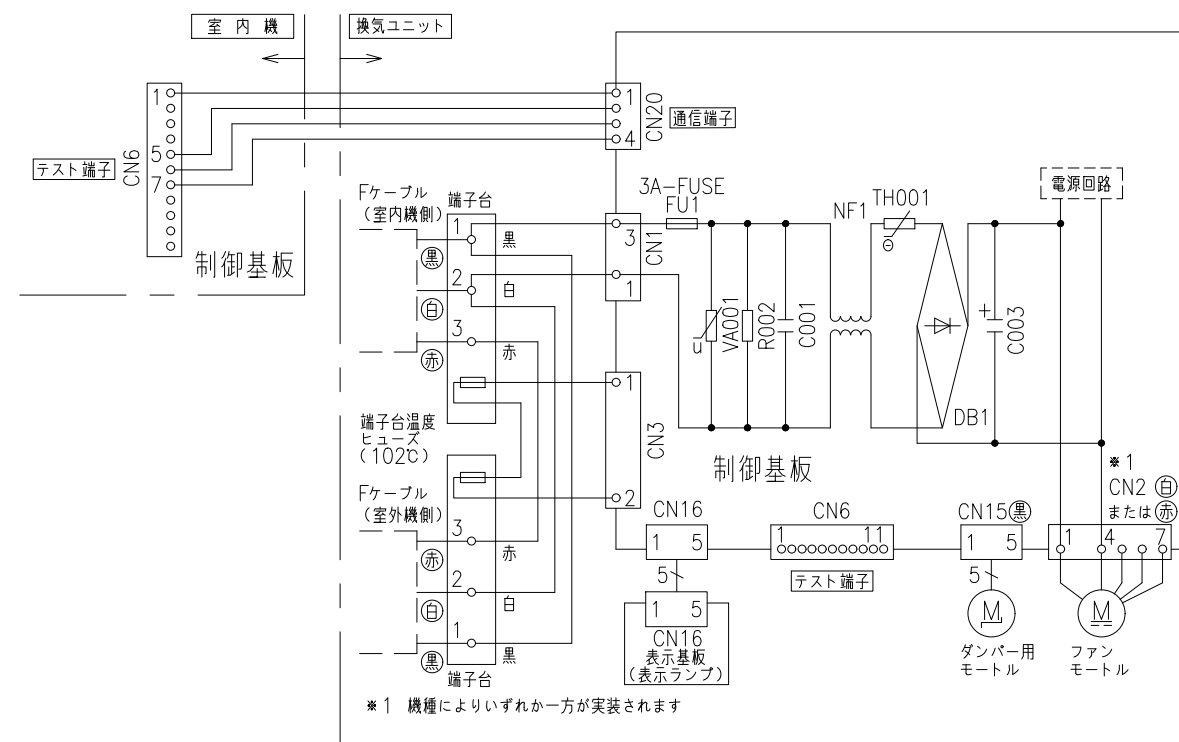 室内機
換気ユニット
1
5
7
CN6
テスト端子
制御基板
1
4
CN20
通信端子
Fケーブル
(室内機側)
端子台
1
黒
黒
2
白
白
3
赤
赤
端子台温度
ヒューズ
(102℃)
Fケーブル
(室外機側)
3
赤
赤
2
白
白
1
黒
黒
端子台
3
1
CN1
3A-FUSE
FU1
u
VA001
R002
C001
NF1
TH001
Θ
DB1
+
C003
電源回路
1
2
CN3
制御基板
※1
CN2 白
または赤
CN16
1 5
5
1 5
CN16
表示基板
(表示ランプ)
CN6
1 11
テスト端子
CN15黒
1 5
5
M
ダンパー用
モートル
1 4 7
M
ファン
モートル
※1 機種によりいずれか一方が実装されます